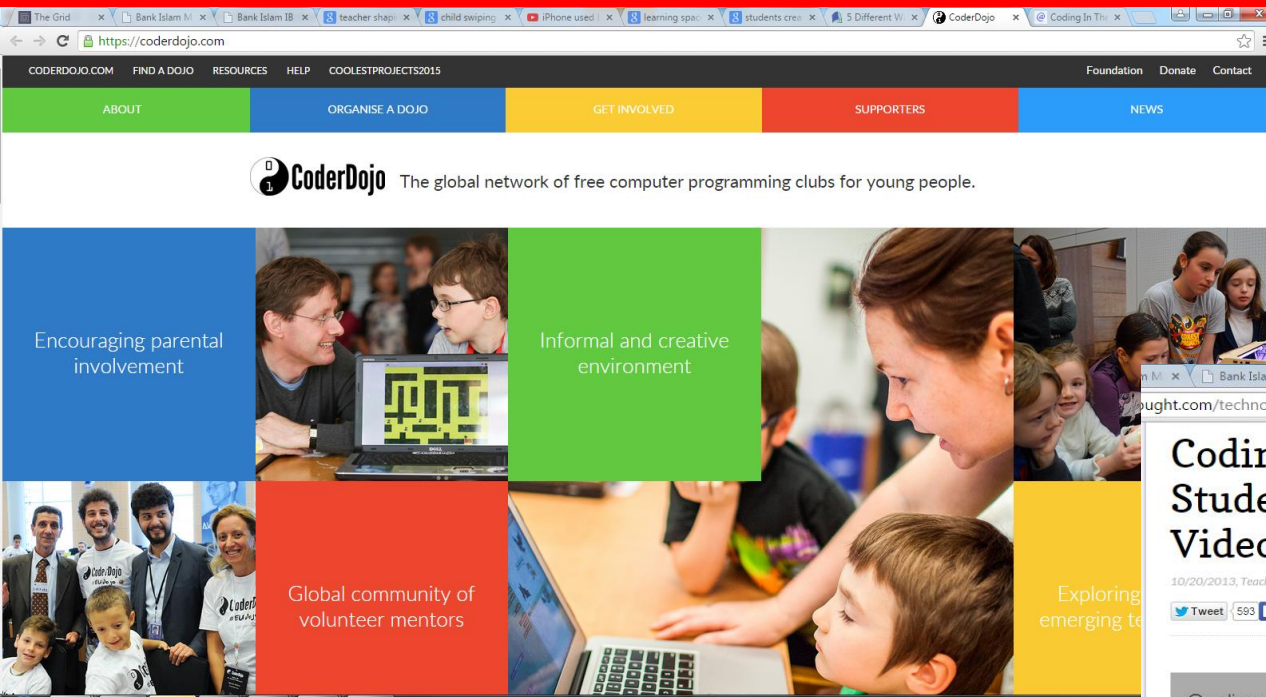 The Grid
Bank Islam M
Bank Islam IB
teacher shapi
child swiping
iPhone used
learning spac
students crea
5 Different W
CoderDojo
Coding In The
https://coderdojo.com
CODERDOJO.COM FIND A DOJO RESOURCES HELP COOLESTPROJECTS2015 Foundation Donate Contact
ABOUT ORGANISE A DOJO GET INVOLVED SUPPORTERS NEWS
CoderDojo The global network of free computer programming clubs for young people.
Encouraging parental
involvement
Informal and creative
environment
DELL
Global community of
volunteer mentors
CoderDojo
Exploring
emerging te
Bank Isla
ught.com/techno
Codin
Stude
Video
10/20/2013, Teach
Tweet 593